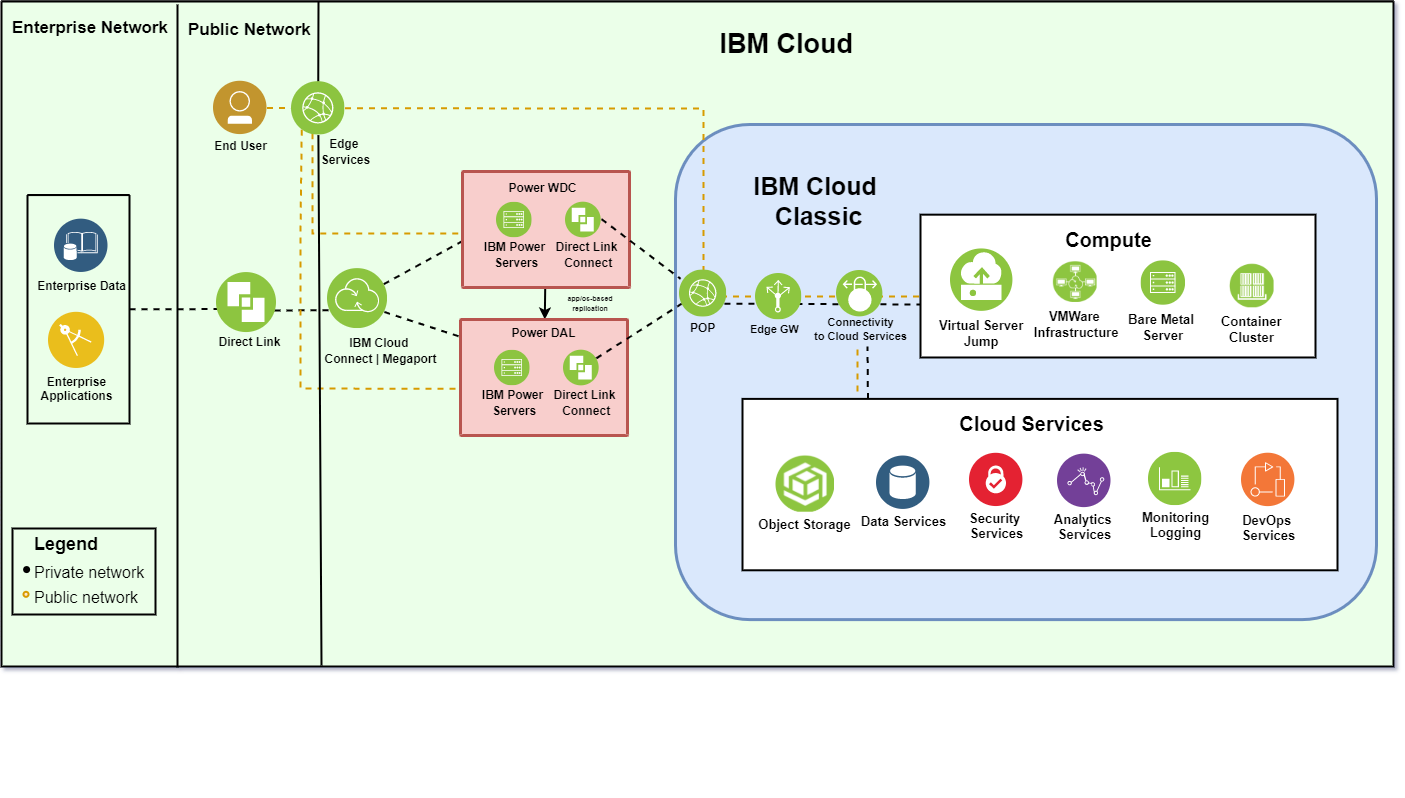 Enterprise Network
Public Network
IBM Cloud
End User
Edge
Services
Enterprise Data
Enterprise
Applications
Direct Link
IBM Cloud
Connect | Megaport
Power WDC
IBM Power
Servers
Direct Link
Connect
app/os-based
replication
Power DAL
IBM Power
Servers
Direct Link
Connect
IBM Cloud
Classic
POP
Edge GW
Connectivity
to Cloud Services
Compute
Virtual Server
Jump
VMWare
Infrastructure
Bare Metal
Server
Container
Cluster
Cloud Services
Object Storage
Data Services
Security
Services
Analytics
Services
Monitoring
Logging
DevOps
Services
Legend
Private network
Public network